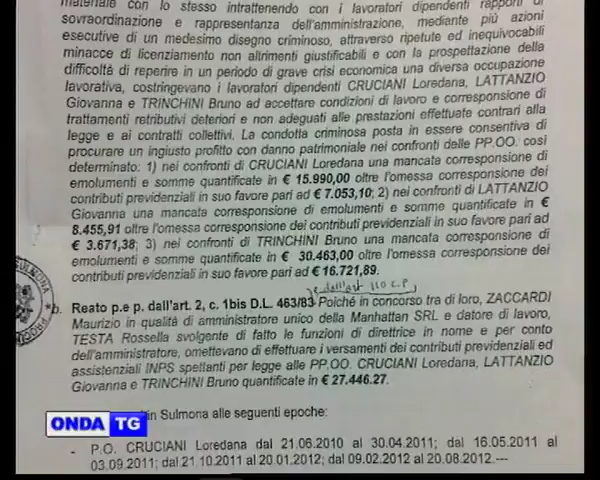 materiale con lo stesso intrattenendo con i lavoratori dipendenti rapporti di
sovraordinazione e rappresentanza dell'amministrazione, mediante più azioni
esecutive di un medesimo disegno criminoso, attraverso ripetute ed inequivocabili
minacce di licenziamento non altrimenti giustificabili e con la prospettazione della
difficoltà di reperire in un periodo di grave crisi economica una diversa occupazione
lavorativa, costringevano i lavoratori dipendenti CRUCIANI Loredana, LATTANZIO
Giovanna e TRINCHINI Bruno ad accettare condizioni di lavoro e corresponsione di
trattamenti retributivi deteriori e non adeguati alle prestazioni effettuate contrari alla
legge e ai contratti collettivi. La condotta criminosa posta in essere consentiva di
procurare un ingiusto profitto con danno patrimoniale nei confronti delle PP.OO. così
determinato: 1) nei confronti di CRUCIANI Loredana una mancata corresponsione di
emolumenti e somme quantificate in € 15.990,00 oltre l'omessa corresponsione dei
contributi previdenziali in suo favore pari ad € 7.053,10; 2) nei confronti di LATTANZIO
Giovanna una mancata corresponsione di emolumenti e somme quantificate in €
8.455,91 oltre l'omessa corresponsione dei contributi previdenziali in suo favore pari ad
€ 3.671,38; 3) nei confronti di TRINCHINI Bruno una mancata corresponsione di
emolumenti e somme quantificate in € 30.463,00 oltre l'omessa corresponsione dei
contributi previdenziali in suo favore pari ad € 16.721,89.
e dall'art 110 c.p
b. Reato p.e p. dall'art. 2, c. 1bis D.L. 463/83 Poiché in concorso tra di loro, ZACCARDI
Maurizio in qualità di amministratore unico della Manhattan SRL e datore di lavoro,
TESTA Rossella svolgente di fatto le funzioni di direttrice in nome e per conto
dell'amministratore, omettevano di effettuare i versamenti dei contributi previdenziali ed
assistenziali INPS spettanti per legge alle PP.OO. CRUCIANI Loredana, LATTANZIO
Giovanna e TRINCHINI Bruno quantificate in € 27.446.27.
in Sulmona alle seguenti epoche:
- P.O. CRUCIANI Loredana dal 21.06.2010 al 30.04.2011; dal 16.05.2011 al
03.09.2011; dal 21.10.2011 al 20.01.2012; dal 09.02.2012 al 20.08.2012.---
SULMONA
ONDA TG